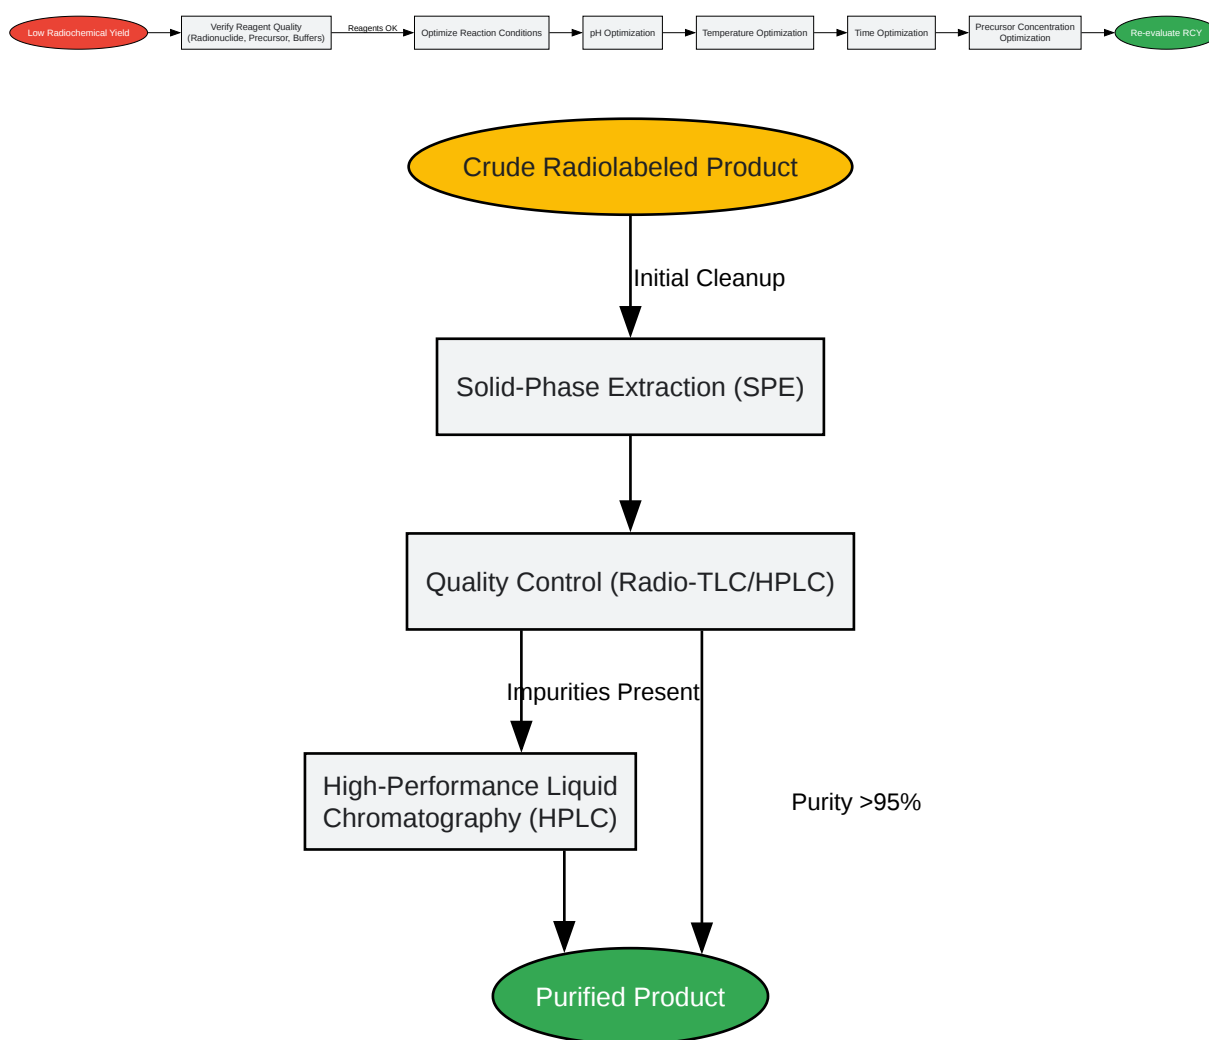 Low Radiochemical Yield
Verify Reagent Quality
(Radionuclide, Precursor, Buffers)
Reagents OK
Optimize Reaction Conditions
pH Optimization
Temperature Optimization
Time Optimization
Precursor Concentration
Optimization
Re-evaluate RCY
Crude Radiolabeled Product
Initial Cleanup
Solid-Phase Extraction (SPE)
Quality Control (Radio-TLC/HPLC)
Impurities Present
High-Performance Liquid
Chromatography (HPLC)
Purity >95%
Purified Product